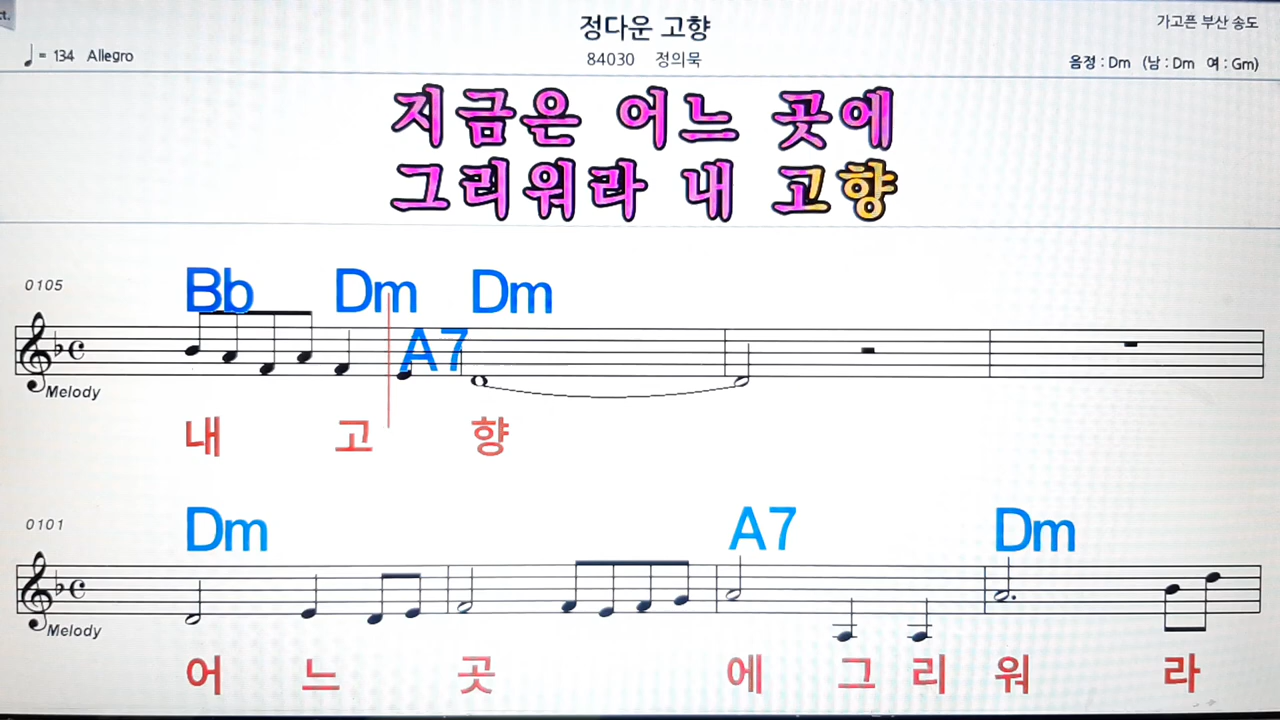 ct.
정다운 고향
가고픈 부산 송도
♩ = 134 Allegro
84030 정의묵
음정 : Dm (남 : Dm 여 : Gm)
지금은 어느 곳에
그리워라 내 고향
0105
Bb Dm A7 Dm
Melody
내 고 향
0101
Dm A7 Dm
Melody
어 느 곳 에 그 리 워 라